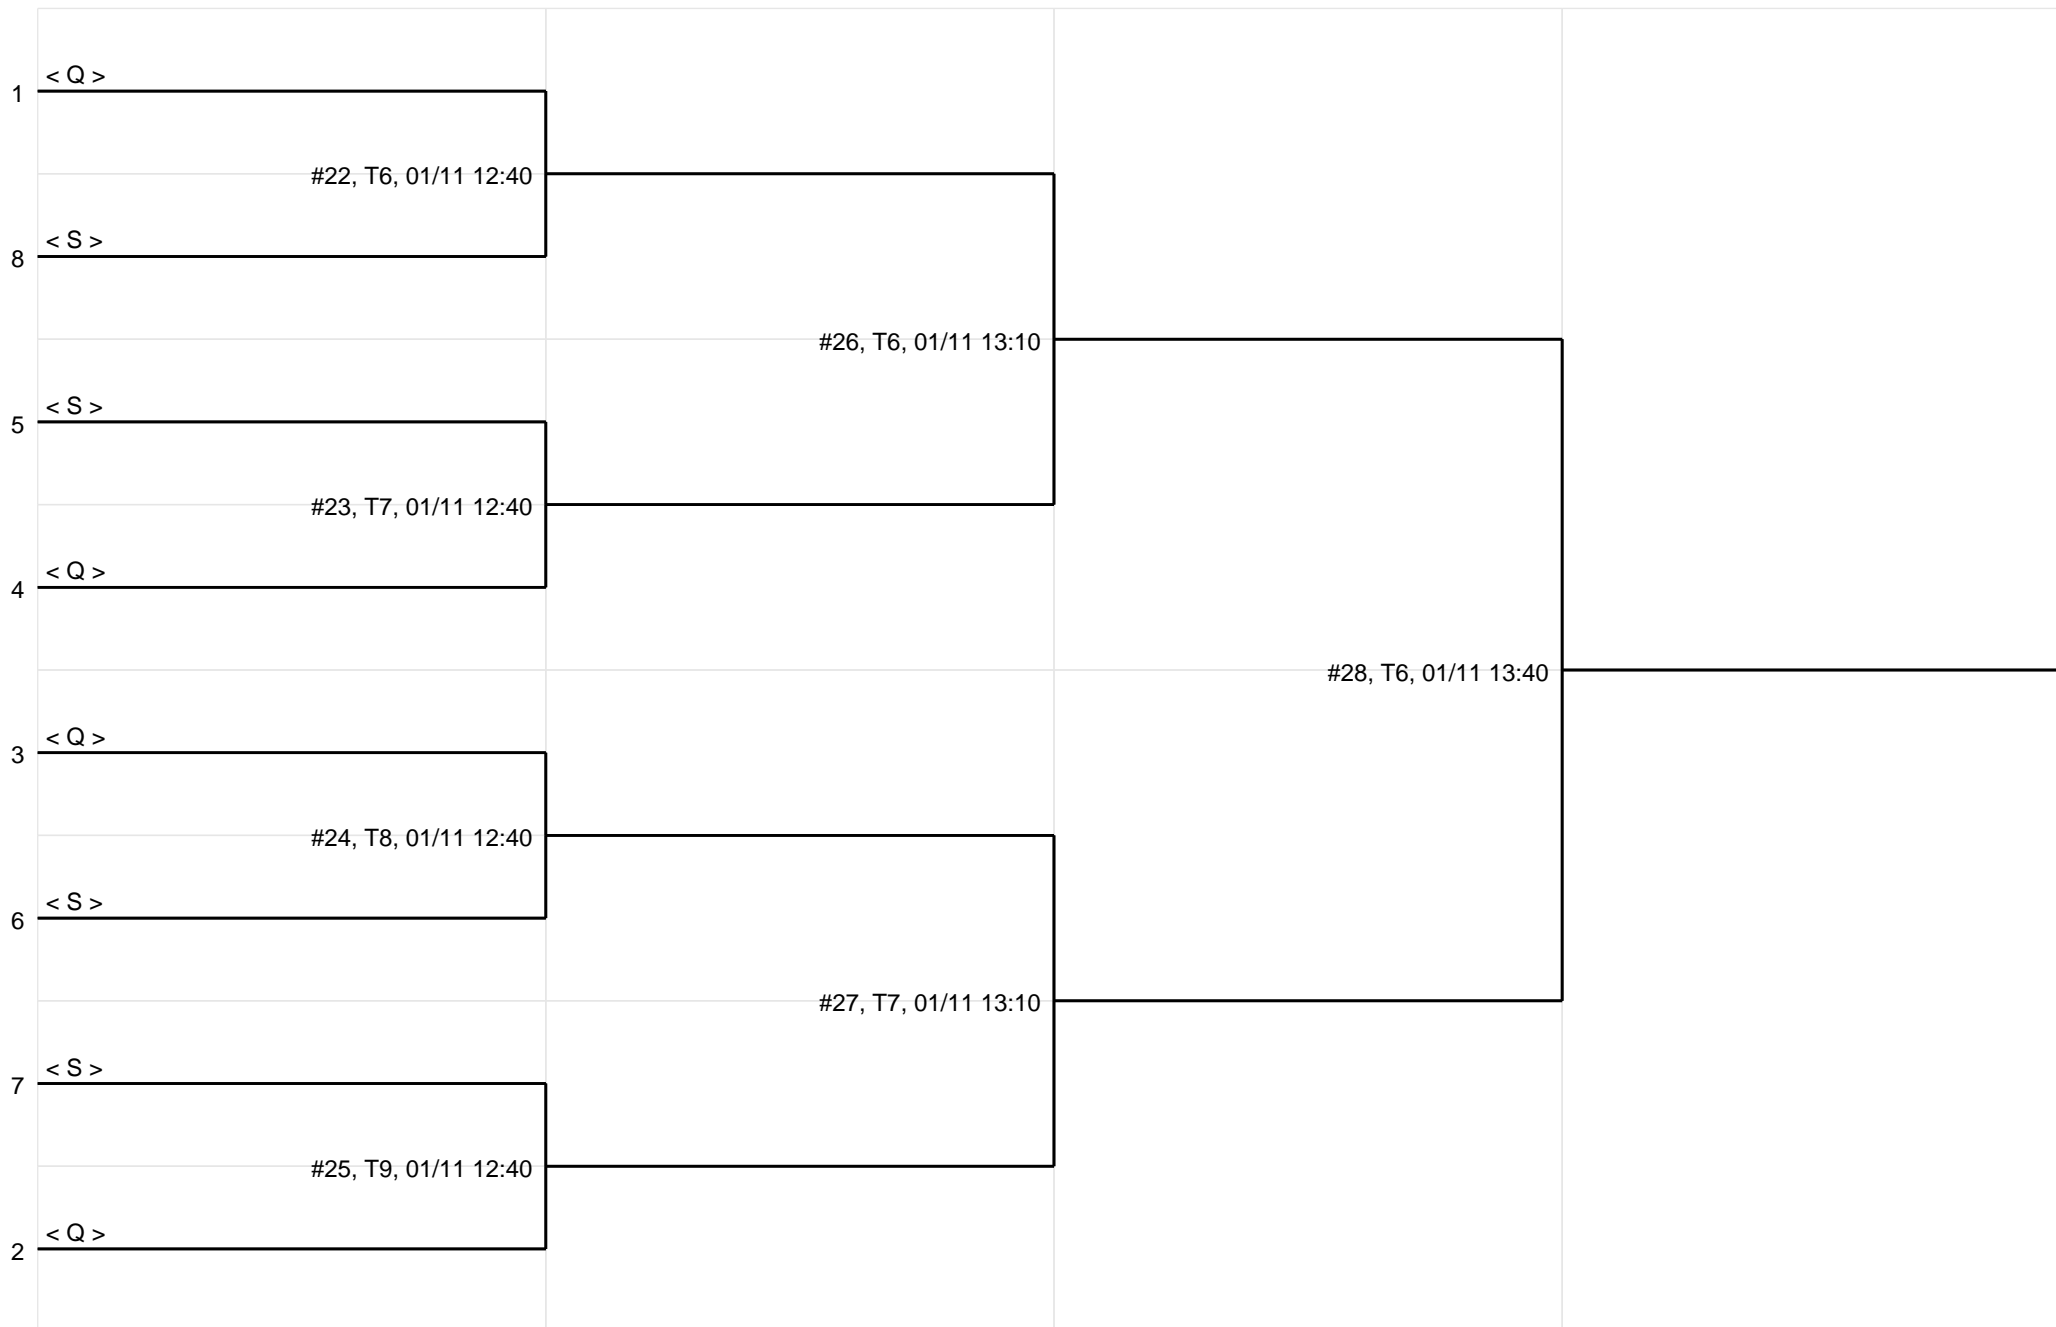 < Q >
1
#22, T6, 01/11 12:40
< S >
8
#26, T6, 01/11 13:10
< S >
5
#23, T7, 01/11 12:40
< Q >
4
#28, T6, 01/11 13:40
< Q >
3
#24, T8, 01/11 12:40
< S >
6
#27, T7, 01/11 13:10
< S >
7
#25, T9, 01/11 12:40
< Q >
2